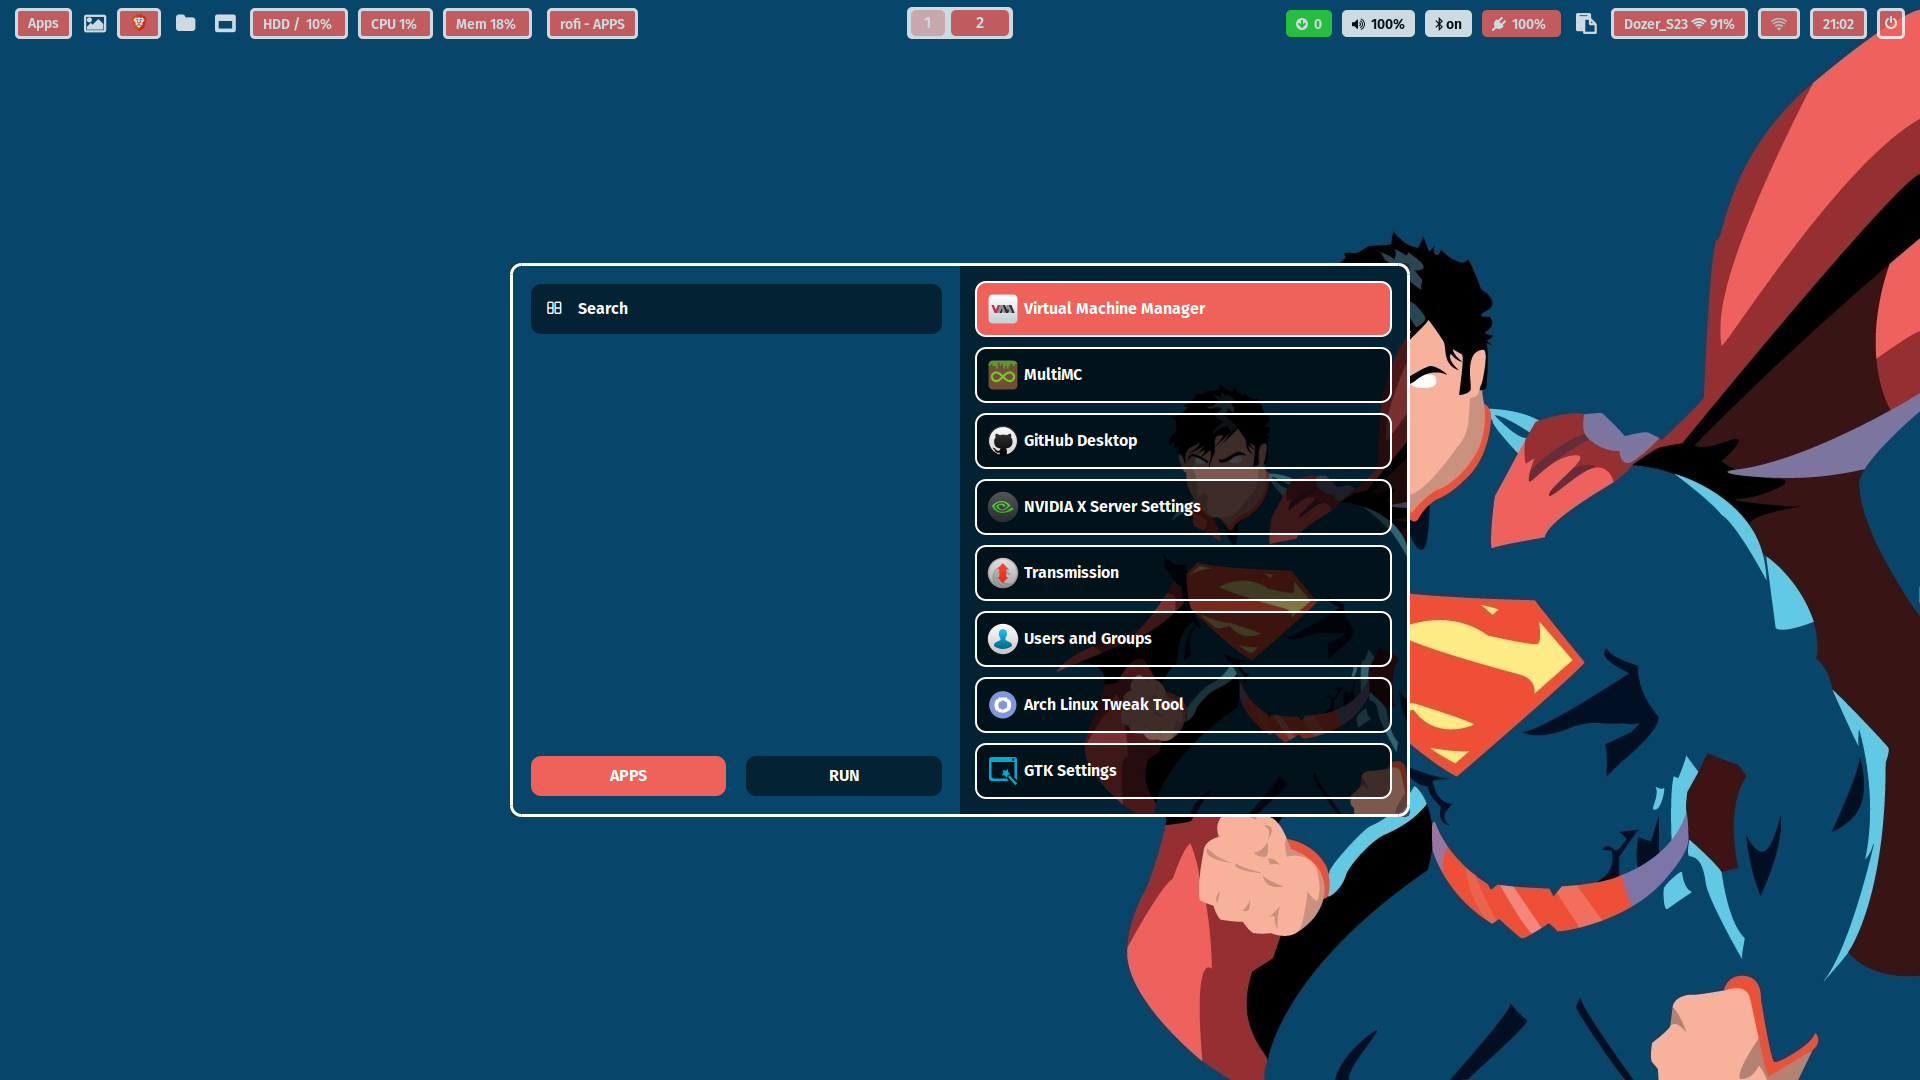 Apps
HDD / 10%
CPU 1%
Mem 18%
rofi - APPS
1
2
0
100%
on
100%
Dozer_S23 91%
21:02
Search
APPS
RUN
Virtual Machine Manager
MultiMC
GitHub Desktop
NVIDIA X Server Settings
Transmission
Users and Groups
Arch Linux Tweak Tool
GTK Settings